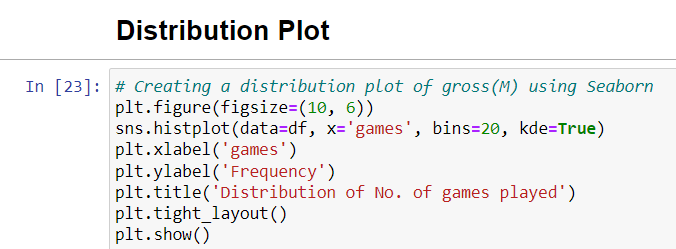 Distribution Plot
In [23]: # Creating a distribution plot of gross(M) using Seaborn
plt.figure(figsize=(10, 6))
sns.histplot(data=df, x='games', bins=20, kde=True)
plt.xlabel('games')
plt.ylabel('Frequency')
plt.title('Distribution of No. of games played')
plt.tight_layout()
plt.show()